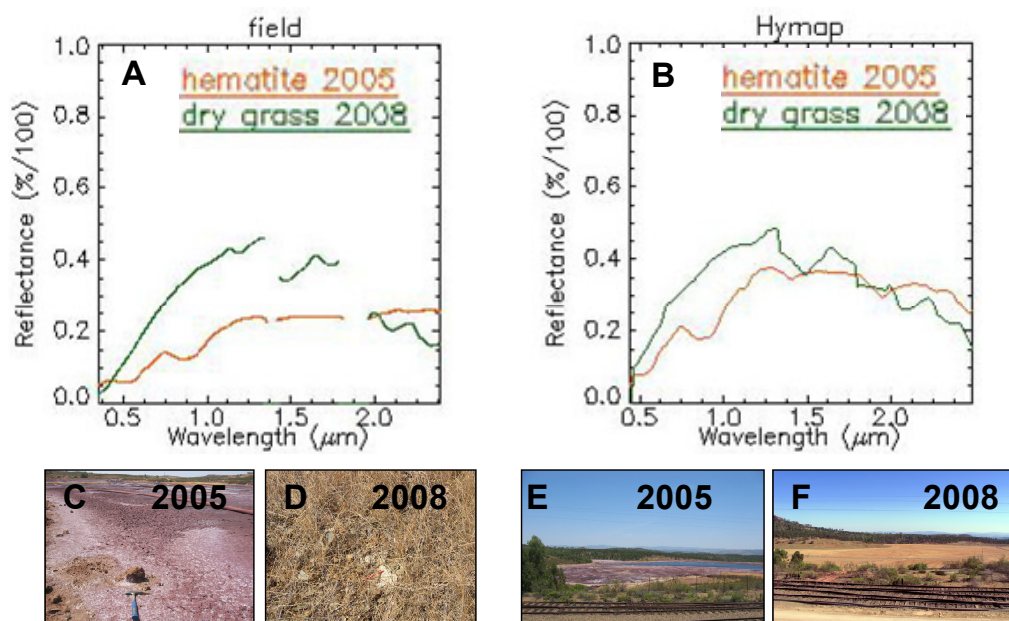 field
A
hematite 2005
dry grass 2008
1.0
0.8
0.6
0.4
0.2
0.0
Reflectance (%/100)
0.5 1.0 1.5 2.0
Wavelength (μm)
Hymap
B
hematite 2005
dry grass 2008
1.0
0.8
0.6
0.4
0.2
0.0
Reflectance (%/100)
0.5 1.0 1.5 2.0
Wavelength (μm)
C 2005
D 2008
E 2005
F 2008